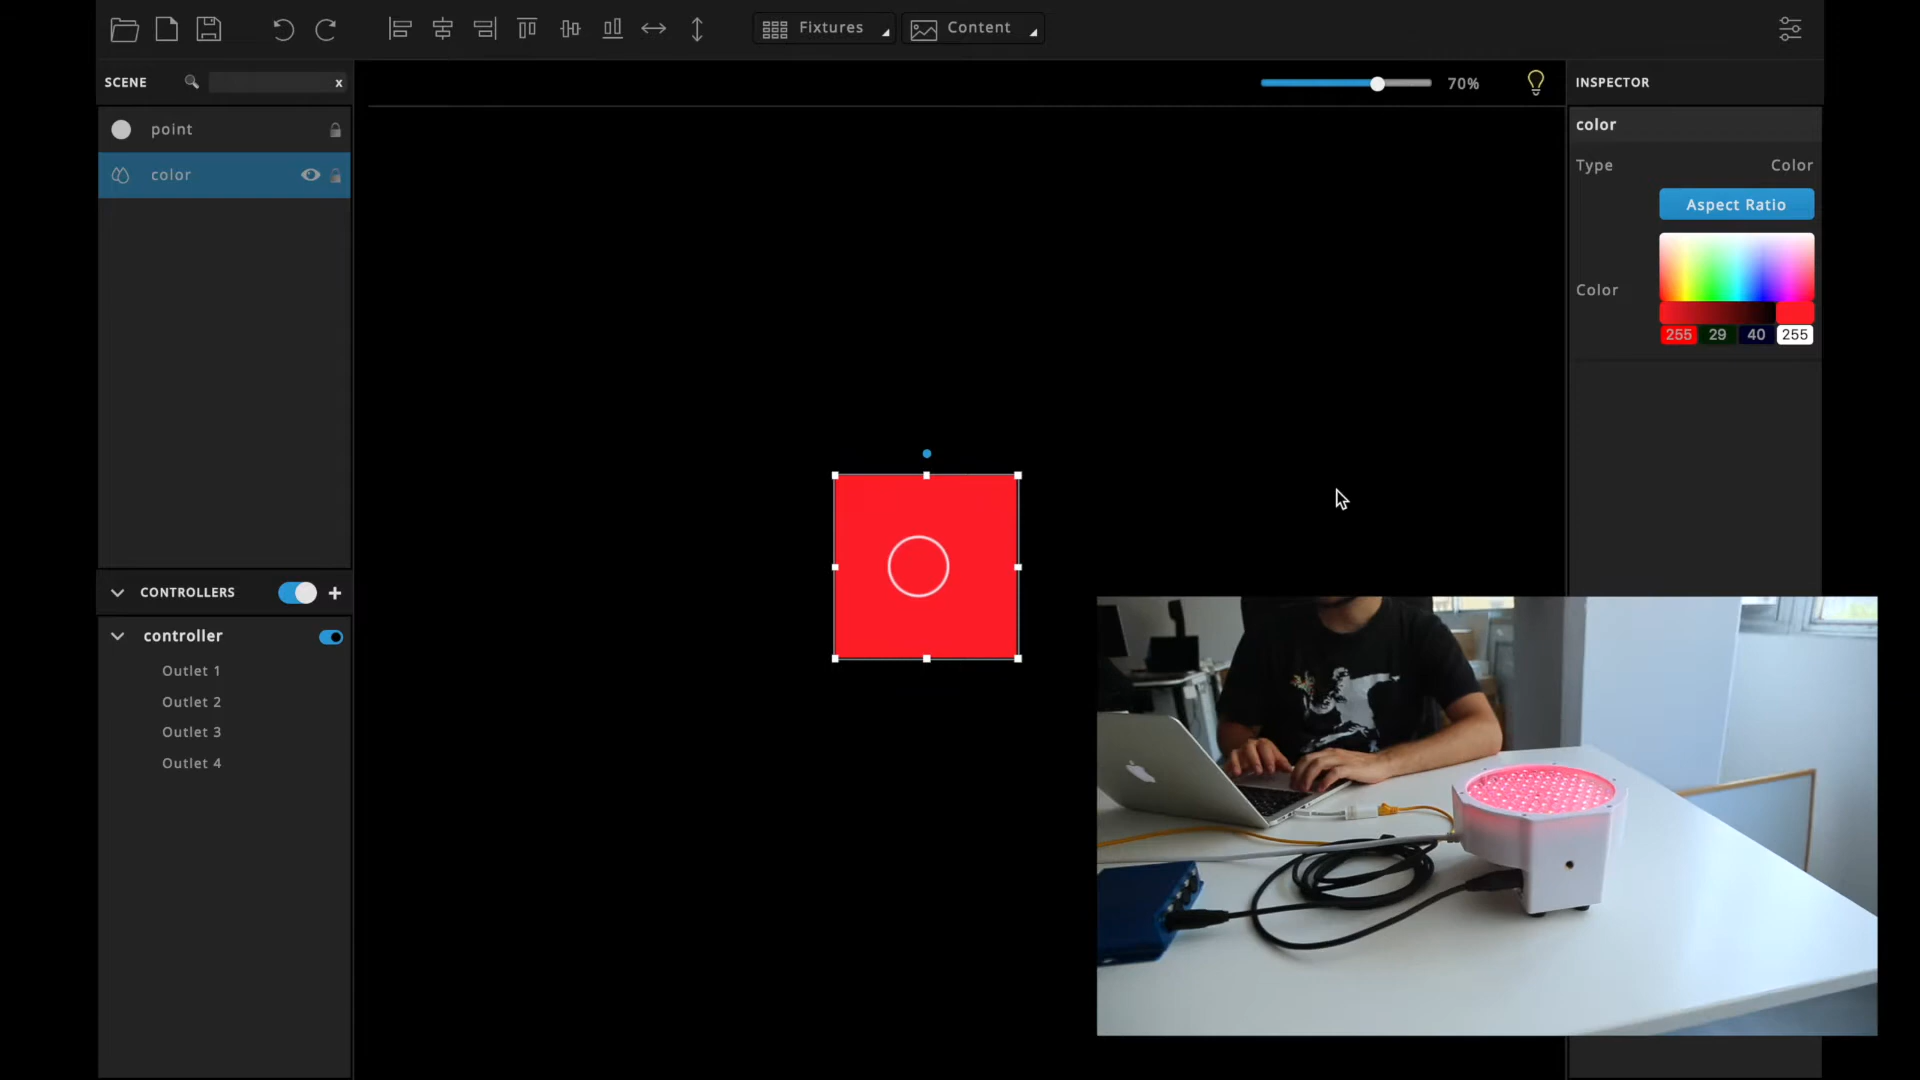 Fixtures
Content
SCENE
x
70%
INSPECTOR
point
color
color
Type
Color
Aspect Ratio
Color
255 29 40 255
CONTROLLERS
controller
Outlet 1
Outlet 2
Outlet 3
Outlet 4